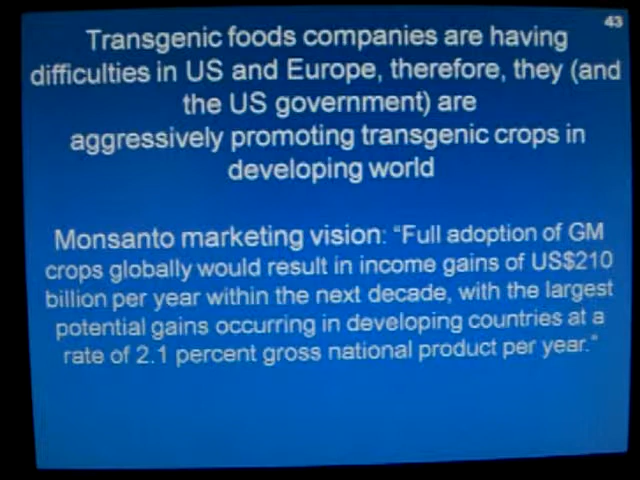 43
Transgenic foods companies are having
difficulties in US and Europe, therefore, they (and
the US government) are
aggressively promoting transgenic crops in
developing world
Monsanto marketing vision: “Full adoption of GM
crops globally would result in income gains of US$210
billion per year within the next decade, with the largest
potential gains occurring in developing countries at a
rate of 2.1 percent gross national product per year.”